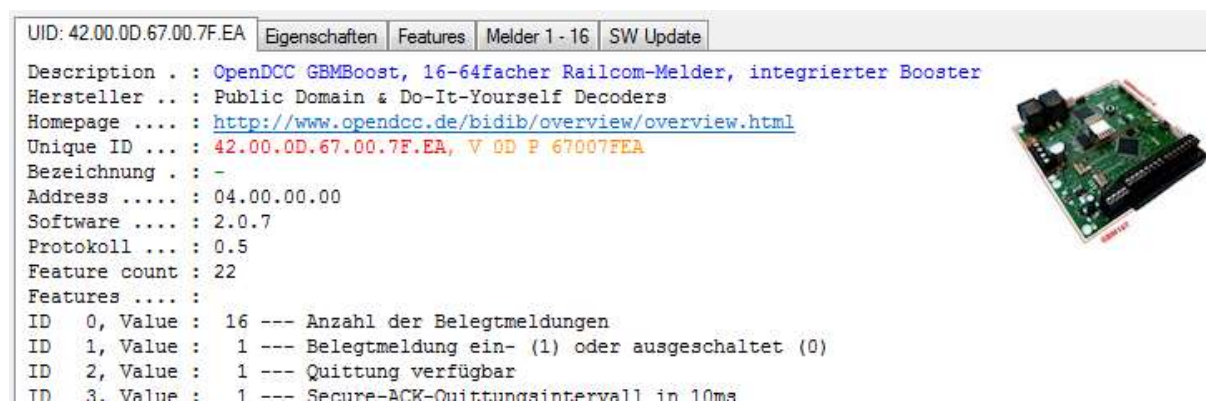 UID: 42.00.0D.67.00.7F.EA Eigenschaften Features Melder 1 - 16 SW Update
Description . : OpenDCC GBMBoost, 16-64facher Railcom-Melder, integrierter Booster
Hersteller .. : Public Domain & Do-It-Yourself Decoders
Homepage .... : http://www.opendcc.de/bidib/overview/overview.html
Unique ID ... : 42.00.0D.67.00.7F.EA, V 0D P 67007FEA
Bezeichnung . : -
Address ..... : 04.00.00.00
Software .... : 2.0.7
Protokoll ... : 0.5
Feature count : 22
Features .... :
ID 0, Value : 16 --- Anzahl der Belegtmeldungen
ID 1, Value : 1 --- Belegtmeldung ein- (1) oder ausgeschaltet (0)
ID 2, Value : 1 --- Quittung verfügbar
ID 3, Value : 1 --- Secure-ACK-Quittungsintervall in 10ms